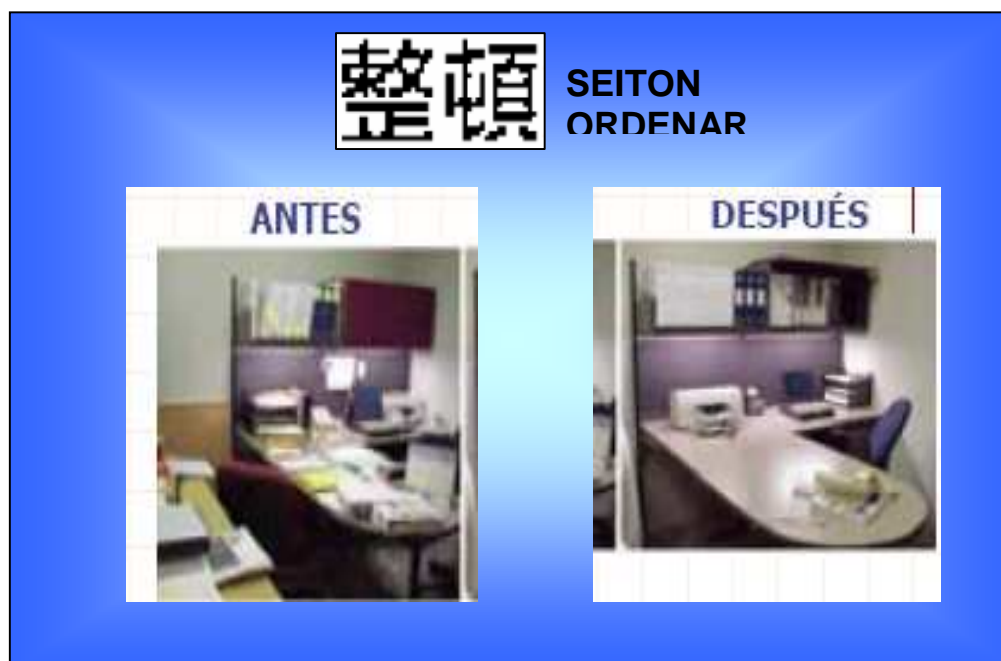 整頓
SEITON
ORDENAR
ANTES
DESPUÉS